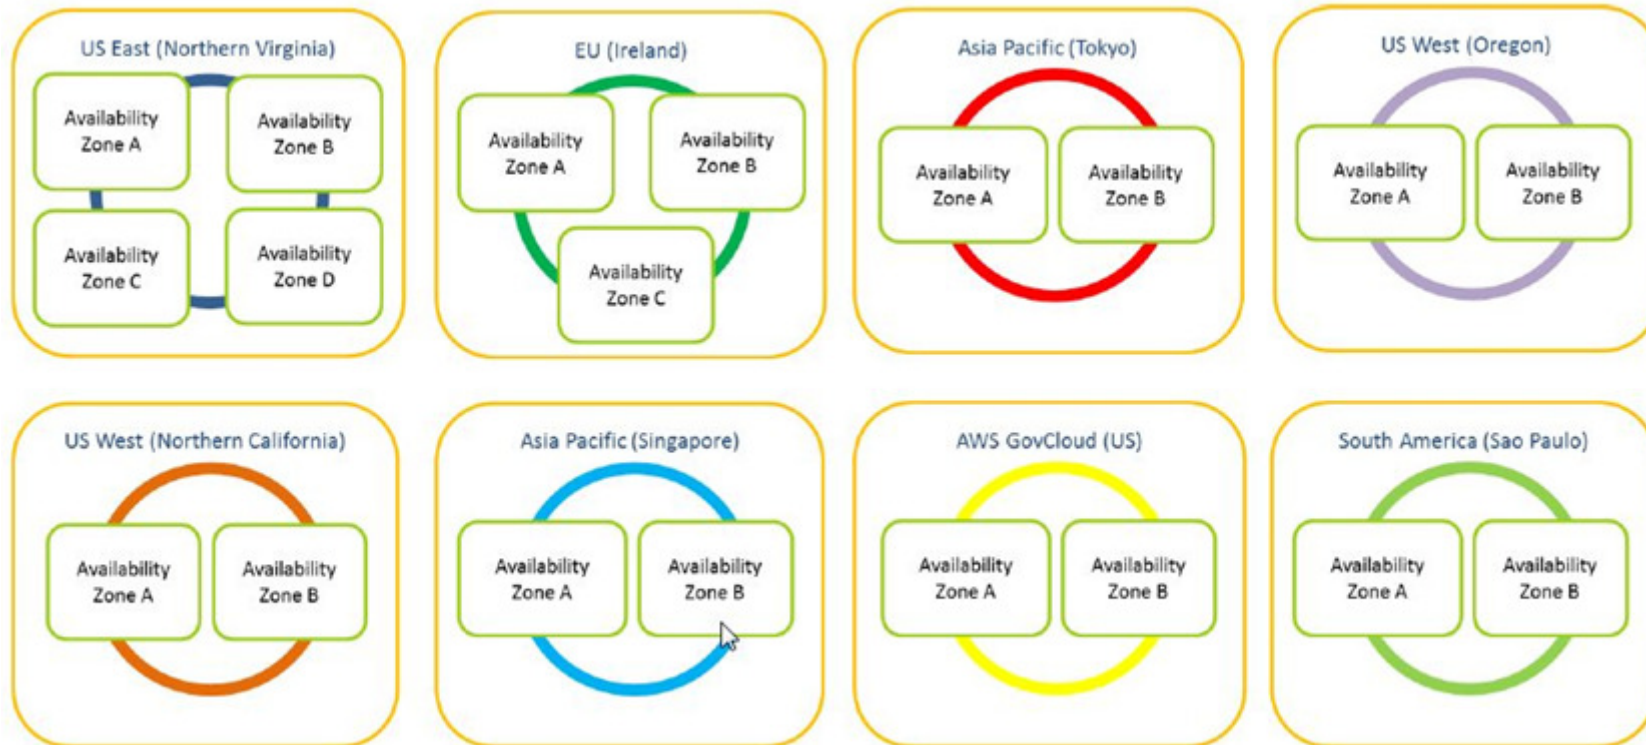 US East (Northern Virginia)
Availability
Zone A
Availability
Zone B
Availability
Zone C
Availability
Zone D
EU (Ireland)
Availability
Zone A
Availability
Zone B
Availability
Zone C
Asia Pacific (Tokyo)
Availability
Zone A
Availability
Zone B
US West (Oregon)
Availability
Zone A
Availability
Zone B
US West (Northern California)
Availability
Zone A
Availability
Zone B
Asia Pacific (Singapore)
Availability
Zone A
Availability
Zone B
AWS GovCloud (US)
Availability
Zone A
Availability
Zone B
South America (Sao Paulo)
Availability
Zone A
Availability
Zone B